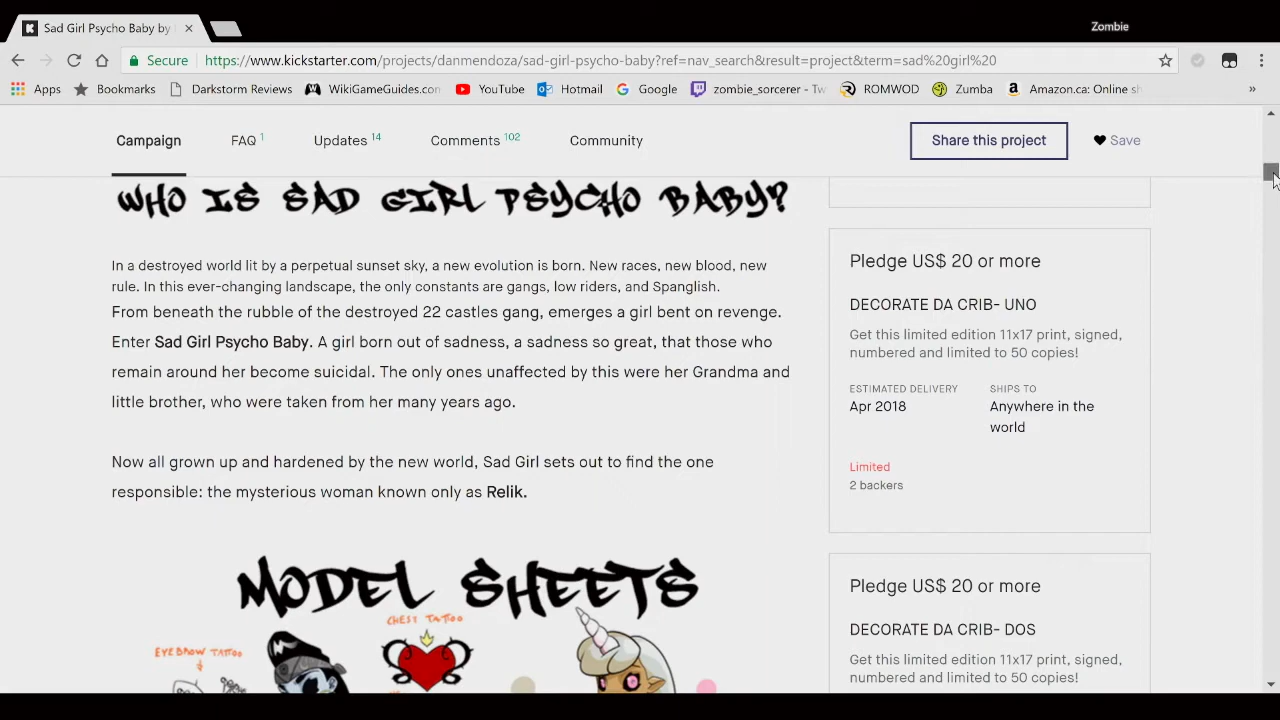 Sad Girl Psycho Baby by
Zombie
Secure
https://www.kickstarter.com/projects/danmendoza/sad-girl-psycho-baby?ref=nav_search&result=project&term=sad%20girl%20
Apps Bookmarks Darkstorm Reviews WikiGameGuides.co YouTube Hotmail Google zombie_sorcerer - Tw ROMWOD Zumba Amazon.ca: Online sh »
Campaign FAQ 1 Updates 14 Comments 102 Community
Share this project Save
WHO IS SAD GIRL PSYCHO BABY?
In a destroyed world lit by a perpetual sunset sky, a new evolution is born. New races, new blood, new
rule. In this ever-changing landscape, the only constants are gangs, low riders, and Spanglish.
From beneath the rubble of the destroyed 22 castles gang, emerges a girl bent on revenge.
Enter Sad Girl Psycho Baby. A girl born out of sadness, a sadness so great, that those who
remain around her become suicidal. The only ones unaffected by this were her Grandma and
little brother, who were taken from her many years ago.
Now all grown up and hardened by the new world, Sad Girl sets out to find the one
responsible: the mysterious woman known only as Relik.
MODEL SHEETS
CHEST TATTOO
EYEBROW TATTOO
Pledge US$ 20 or more
DECORATE DA CRIB- UNO
Get this limited edition 11x17 print, signed,
numbered and limited to 50 copies!
ESTIMATED DELIVERY SHIPS TO
Apr 2018 Anywhere in the
world
Limited
2 backers
Pledge US$ 20 or more
DECORATE DA CRIB- DOS
Get this limited edition 11x17 print, signed,
numbered and limited to 50 copies!